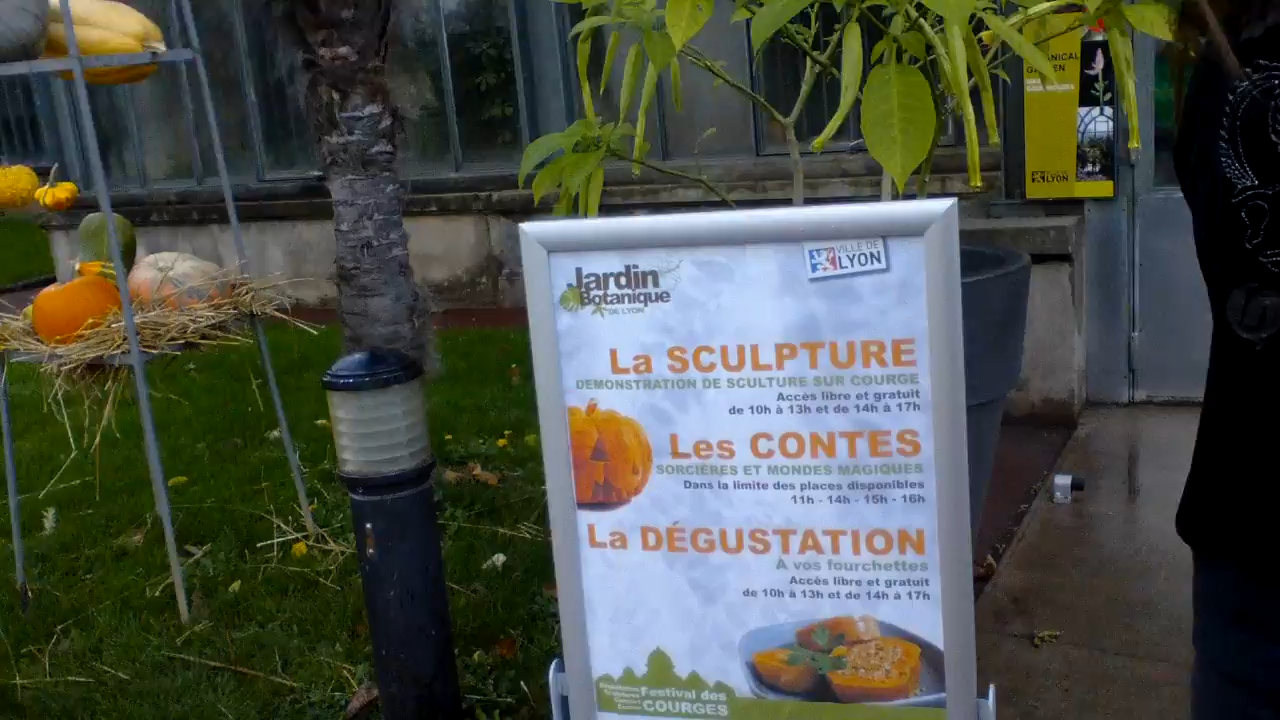 BOTANICAL
GARDEN
LYON
Jardin
Botanique
DE LYON
VILLE DE
LYON
La SCULPTURE
DEMONSTRATION DE SCULTURE SUR COURGE
Accès libre et gratuit
de 10h à 13h et de 14h à 17h
Les CONTES
SORCIÈRES ET MONDES MAGIQUES
Dans la limite des places disponibles
11h - 14h - 15h - 16h
La DÉGUSTATION
À vos fourchettes
Accès libre et gratuit
de 10h à 13h et de 14h à 17h
Festival des
COURGES